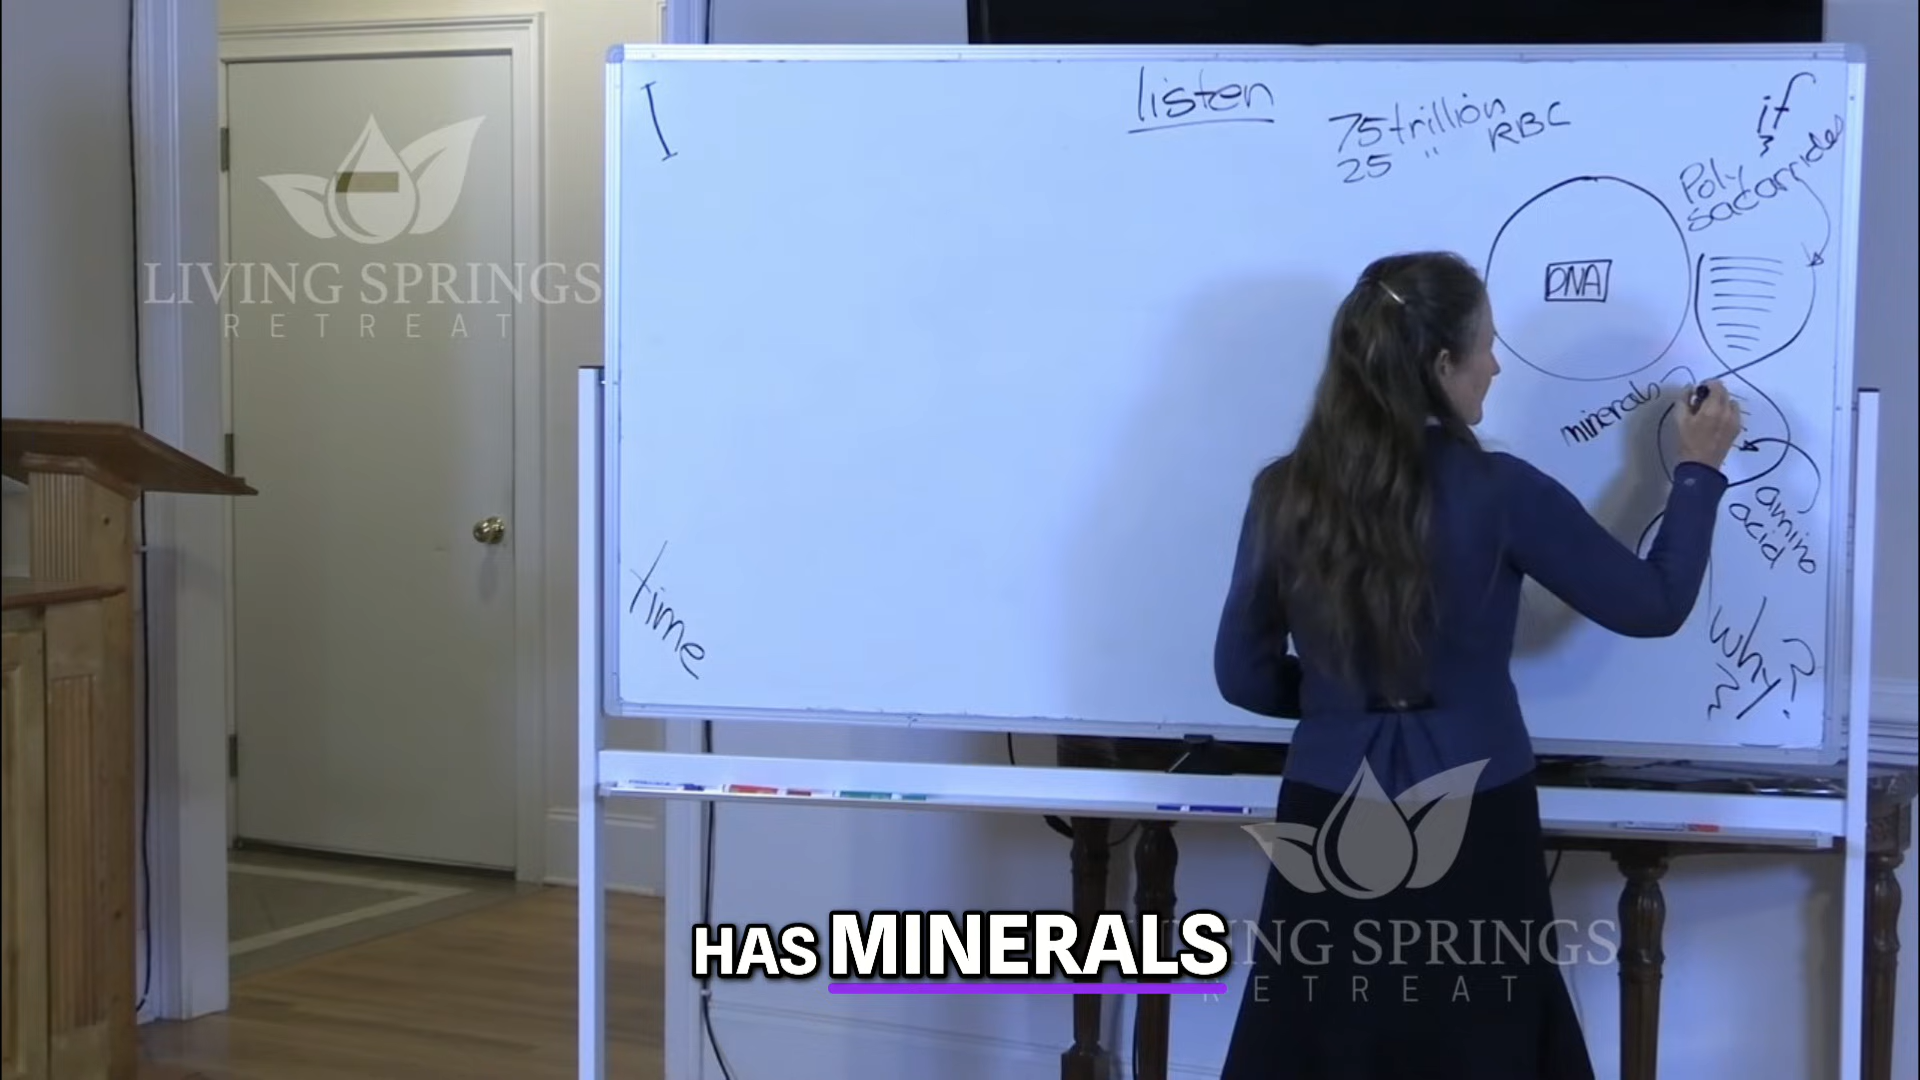 listen
75 trillion
RBC
25 "
if
Poly
sacarrides
DNA
minerals
amino
acid
time
Why?
LIVING SPRINGS
RETREAT
HAS MINERALS
NG SPRINGS
RETREAT